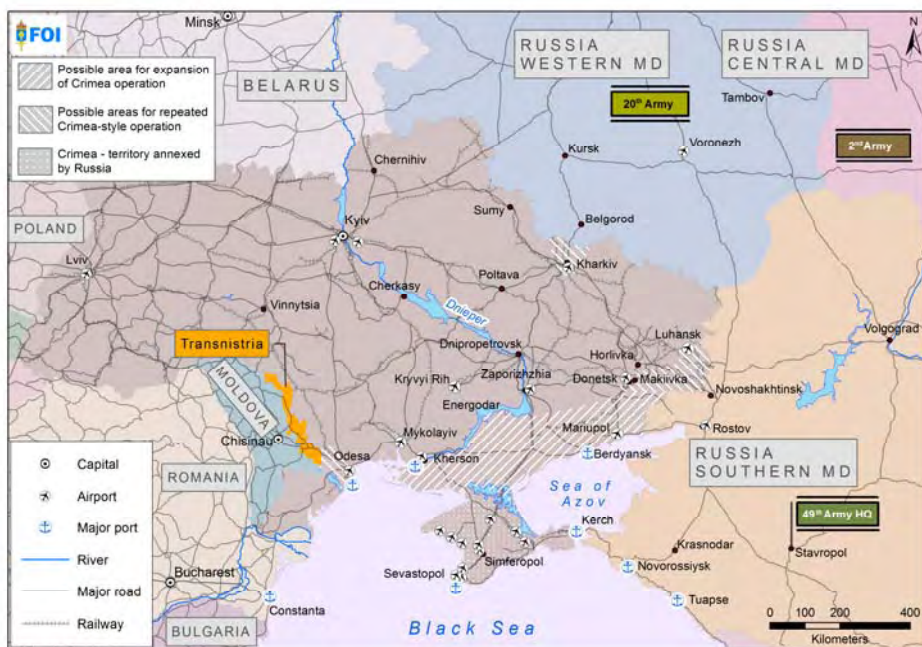 FOI
Possible area for expansion
of Crimea operation
Possible areas for repeated
Crimea-style operation
Crimea - territory annexed
by Russia
Minsk
BELARUS
RUSSIA
WESTERN MD
RUSSIA
CENTRAL MD
N
20th Army
Tambov
Voronezh
2nd Army
Chernihiv
Kursk
Sumy
Belgorod
POLAND
Kyiv
Lviv
Kharkiv
Poltava
Cherkasy
Vinnytsia
Dnieper
Luhansk
Volgograd
Transnistria
Dnipropetrovsk
Horlivka
Zaporizhzhia
Donetsk
Makiivka
Kryvyi Rih
Novoshakhtinsk
MOLDOVA
Energodar
Chisinau
Mykolayiv
Mariupol
Rostov
Odesa
Kherson
Berdyansk
RUSSIA
SOUTHERN MD
ROMANIA
Sea of
Azov
49th Army HQ
Kerch
Krasnodar
Stavropol
Simferopol
Sevastopol
Novorossiysk
Bucharest
Constanta
Tuapse
BULGARIA
Black Sea
Capital
Airport
Major port
River
Major road
Railway
0 100 200 400
Kilometers